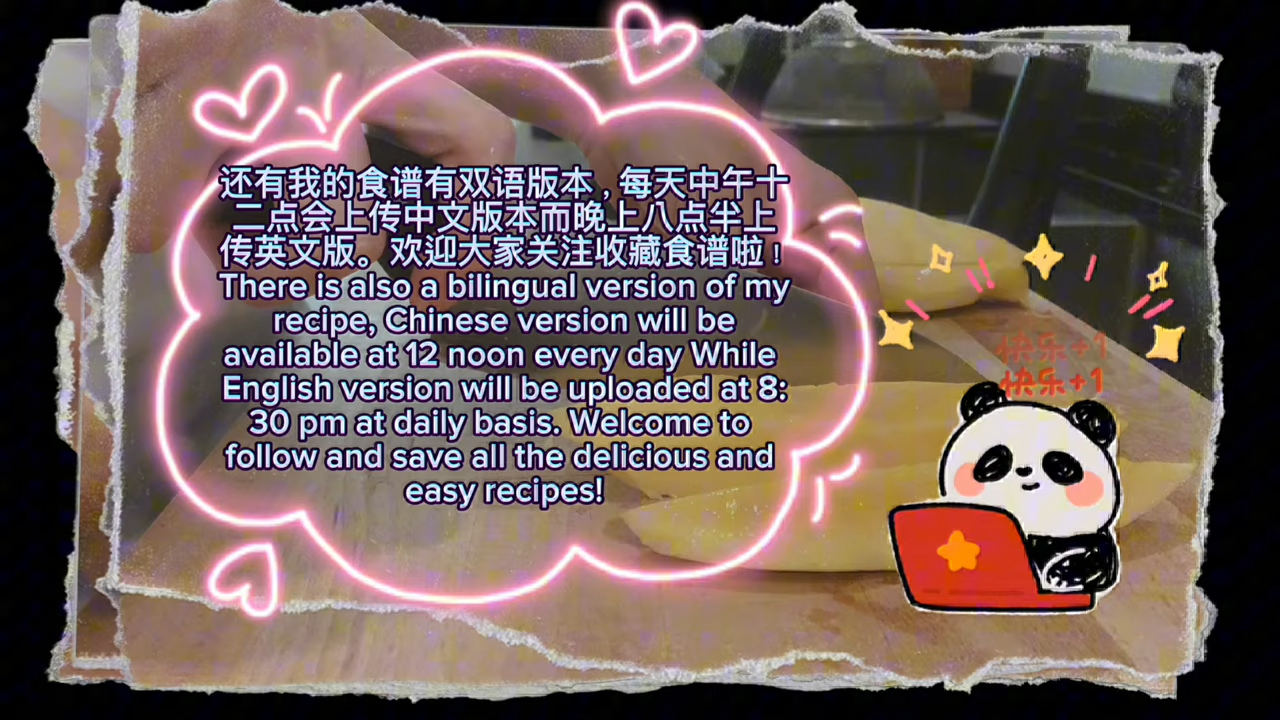 还有我的食谱有双语版本，每天中午十
二点会上传中文版本而晚上八点半上
传英文版。欢迎大家关注收藏食谱啦！
There is also a bilingual version of my
recipe, Chinese version will be
available at 12 noon every day While
English version will be uploaded at 8:
30 pm at daily basis. Welcome to
follow and save all the delicious and
easy recipes!
快乐+1
快乐+1